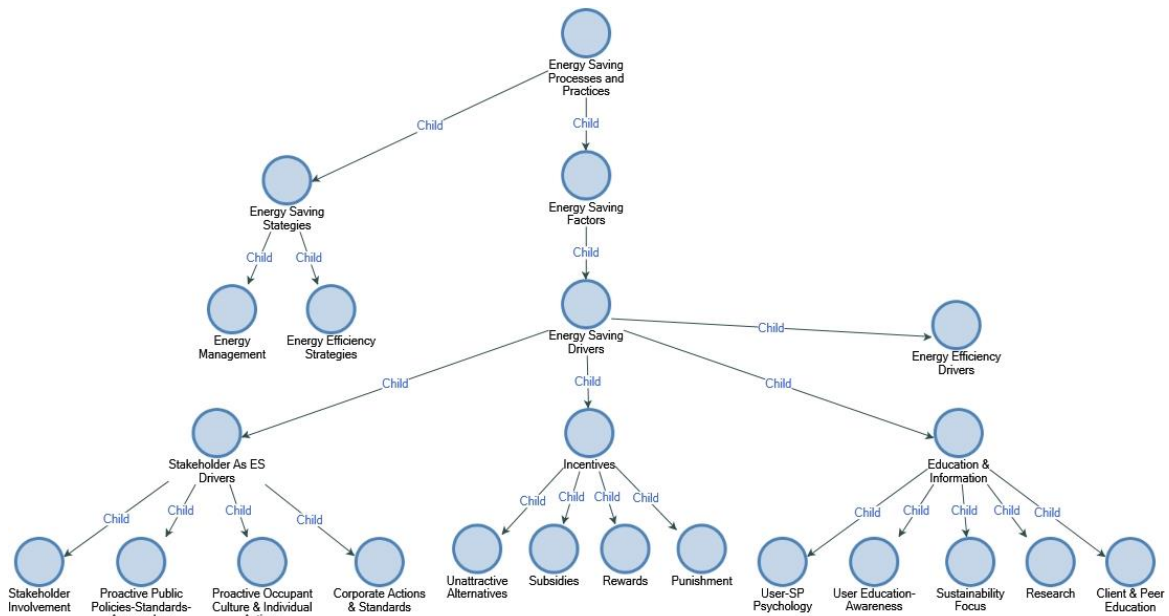 Energy Saving
Processes and
Practices
Child
Child
Energy Saving
Stategies
Energy Saving
Factors
Child
Child
Child
Energy
Management
Energy Efficiency
Strategies
Energy Saving
Drivers
Child
Energy Efficiency
Drivers
Child
Child
Child
Stakeholder As ES
Drivers
Incentives
Education &
Information
Child
Child
Child
Child
Child
Child
Child
Child
Child
Child
Child
Child
Child
Stakeholder
Involvement
Proactive Public
Policies-Standards-
Proactive Occupant
Culture & Individual
Corporate Actions
& Standards
Unattractive
Alternatives
Subsidies
Rewards
Punishment
User-SP
Psychology
User Education-
Awareness
Sustainability
Focus
Research
Client & Peer
Education